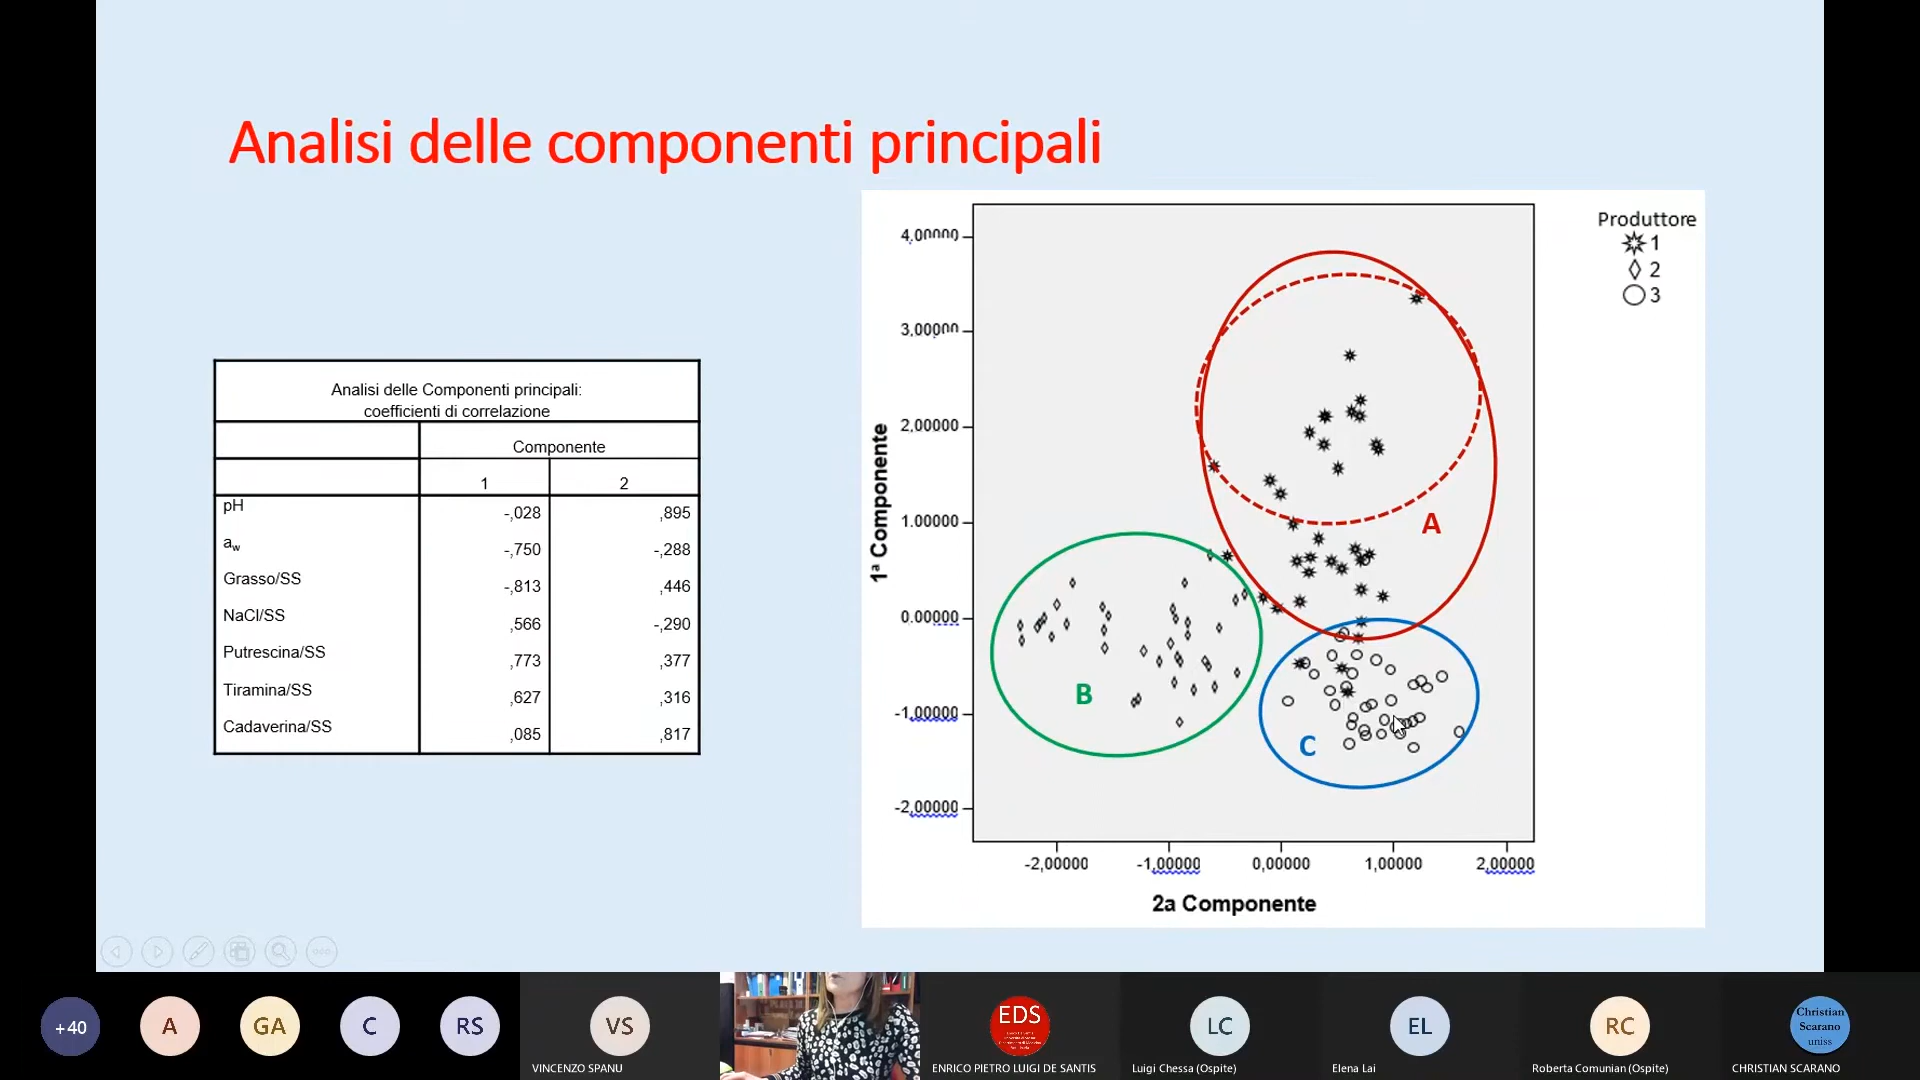 Analisi delle componenti principali
Analisi delle Componenti principali:
coefficienti di correlazione
Componente
1 2
pH -,028 ,895
aw -,750 -,288
Grasso/SS -,813 ,446
NaCl/SS ,566 -,290
Putrescina/SS ,773 ,377
Tiramina/SS ,627 ,316
Cadaverina/SS ,085 ,817
Produttore
1
2
3
4,00000
3,00000
2,00000
1,00000
0,00000
-1,00000
-2,00000
1ª Componente
A
B
C
-2,00000 -1,00000 0,00000 1,00000 2,00000
2a Componente
+40
A
GA
C
RS
VS
VINCENZO SPANU
EDS
ENRICO PIETRO LUIGI DE SANTIS
LC
Luigi Chessa (Ospite)
EL
Elena Lai
RC
Roberta Comunian (Ospite)
Christian
Scarano
uniss
CHRISTIAN SCARANO